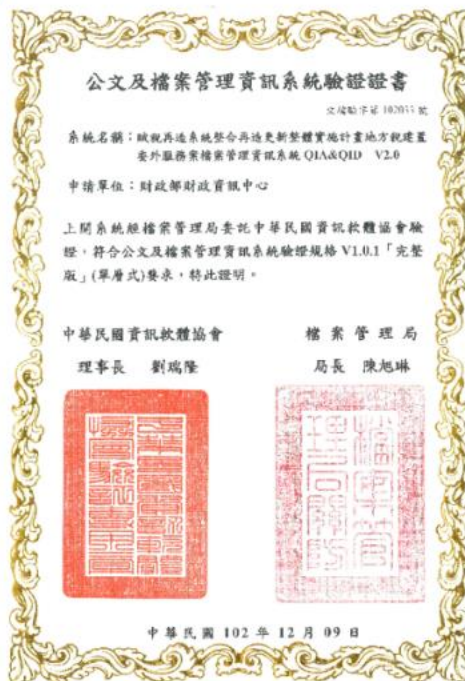 公文及檔案管理資訊系統驗證證書
文檔驗字第 102033 號
系統名稱：賦稅再造系統整合再造更新整體實施計畫地方稅建置
委外服務案檔案管理資訊系統 QIA&QID V2.0
申請單位：財政部財政資訊中心
上開系統經檔案管理局委託中華民國資訊軟體協會驗
證，符合公文及檔案管理資訊系統驗證規格 V1.0.1「完整
版」(單層式)要求，特此證明。
中華民國資訊軟體協會
理事長 劉瑞隆
檔案管理局
局長 陳旭琳
中華民國 102 年 12 月 09 日